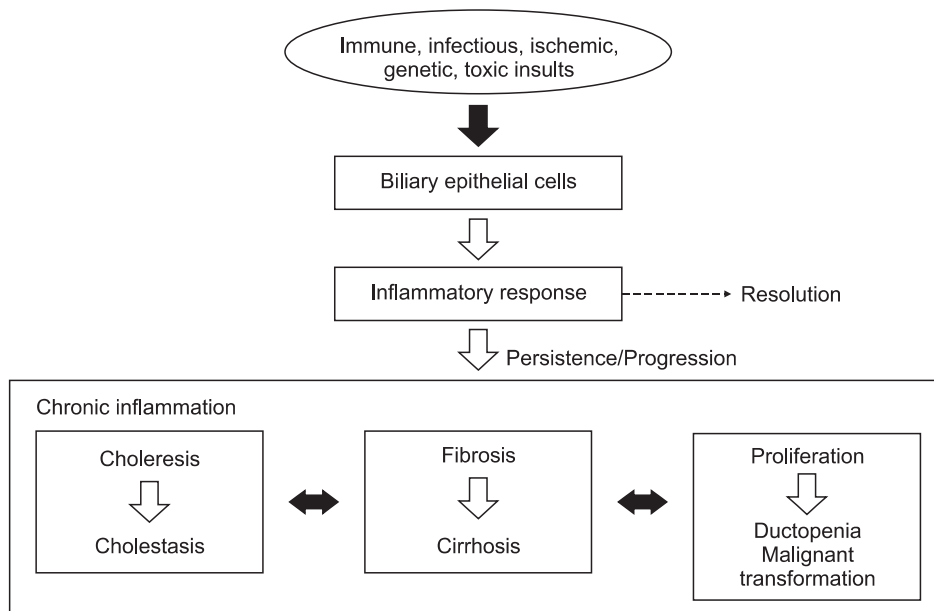 Immune, infectious, ischemic,
genetic, toxic insults
Biliary epithelial cells
Inflammatory response
Resolution
Persistence/Progression
Chronic inflammation
Choleresis
Cholestasis
Fibrosis
Cirrhosis
Proliferation
Ductopenia
Malignant
transformation